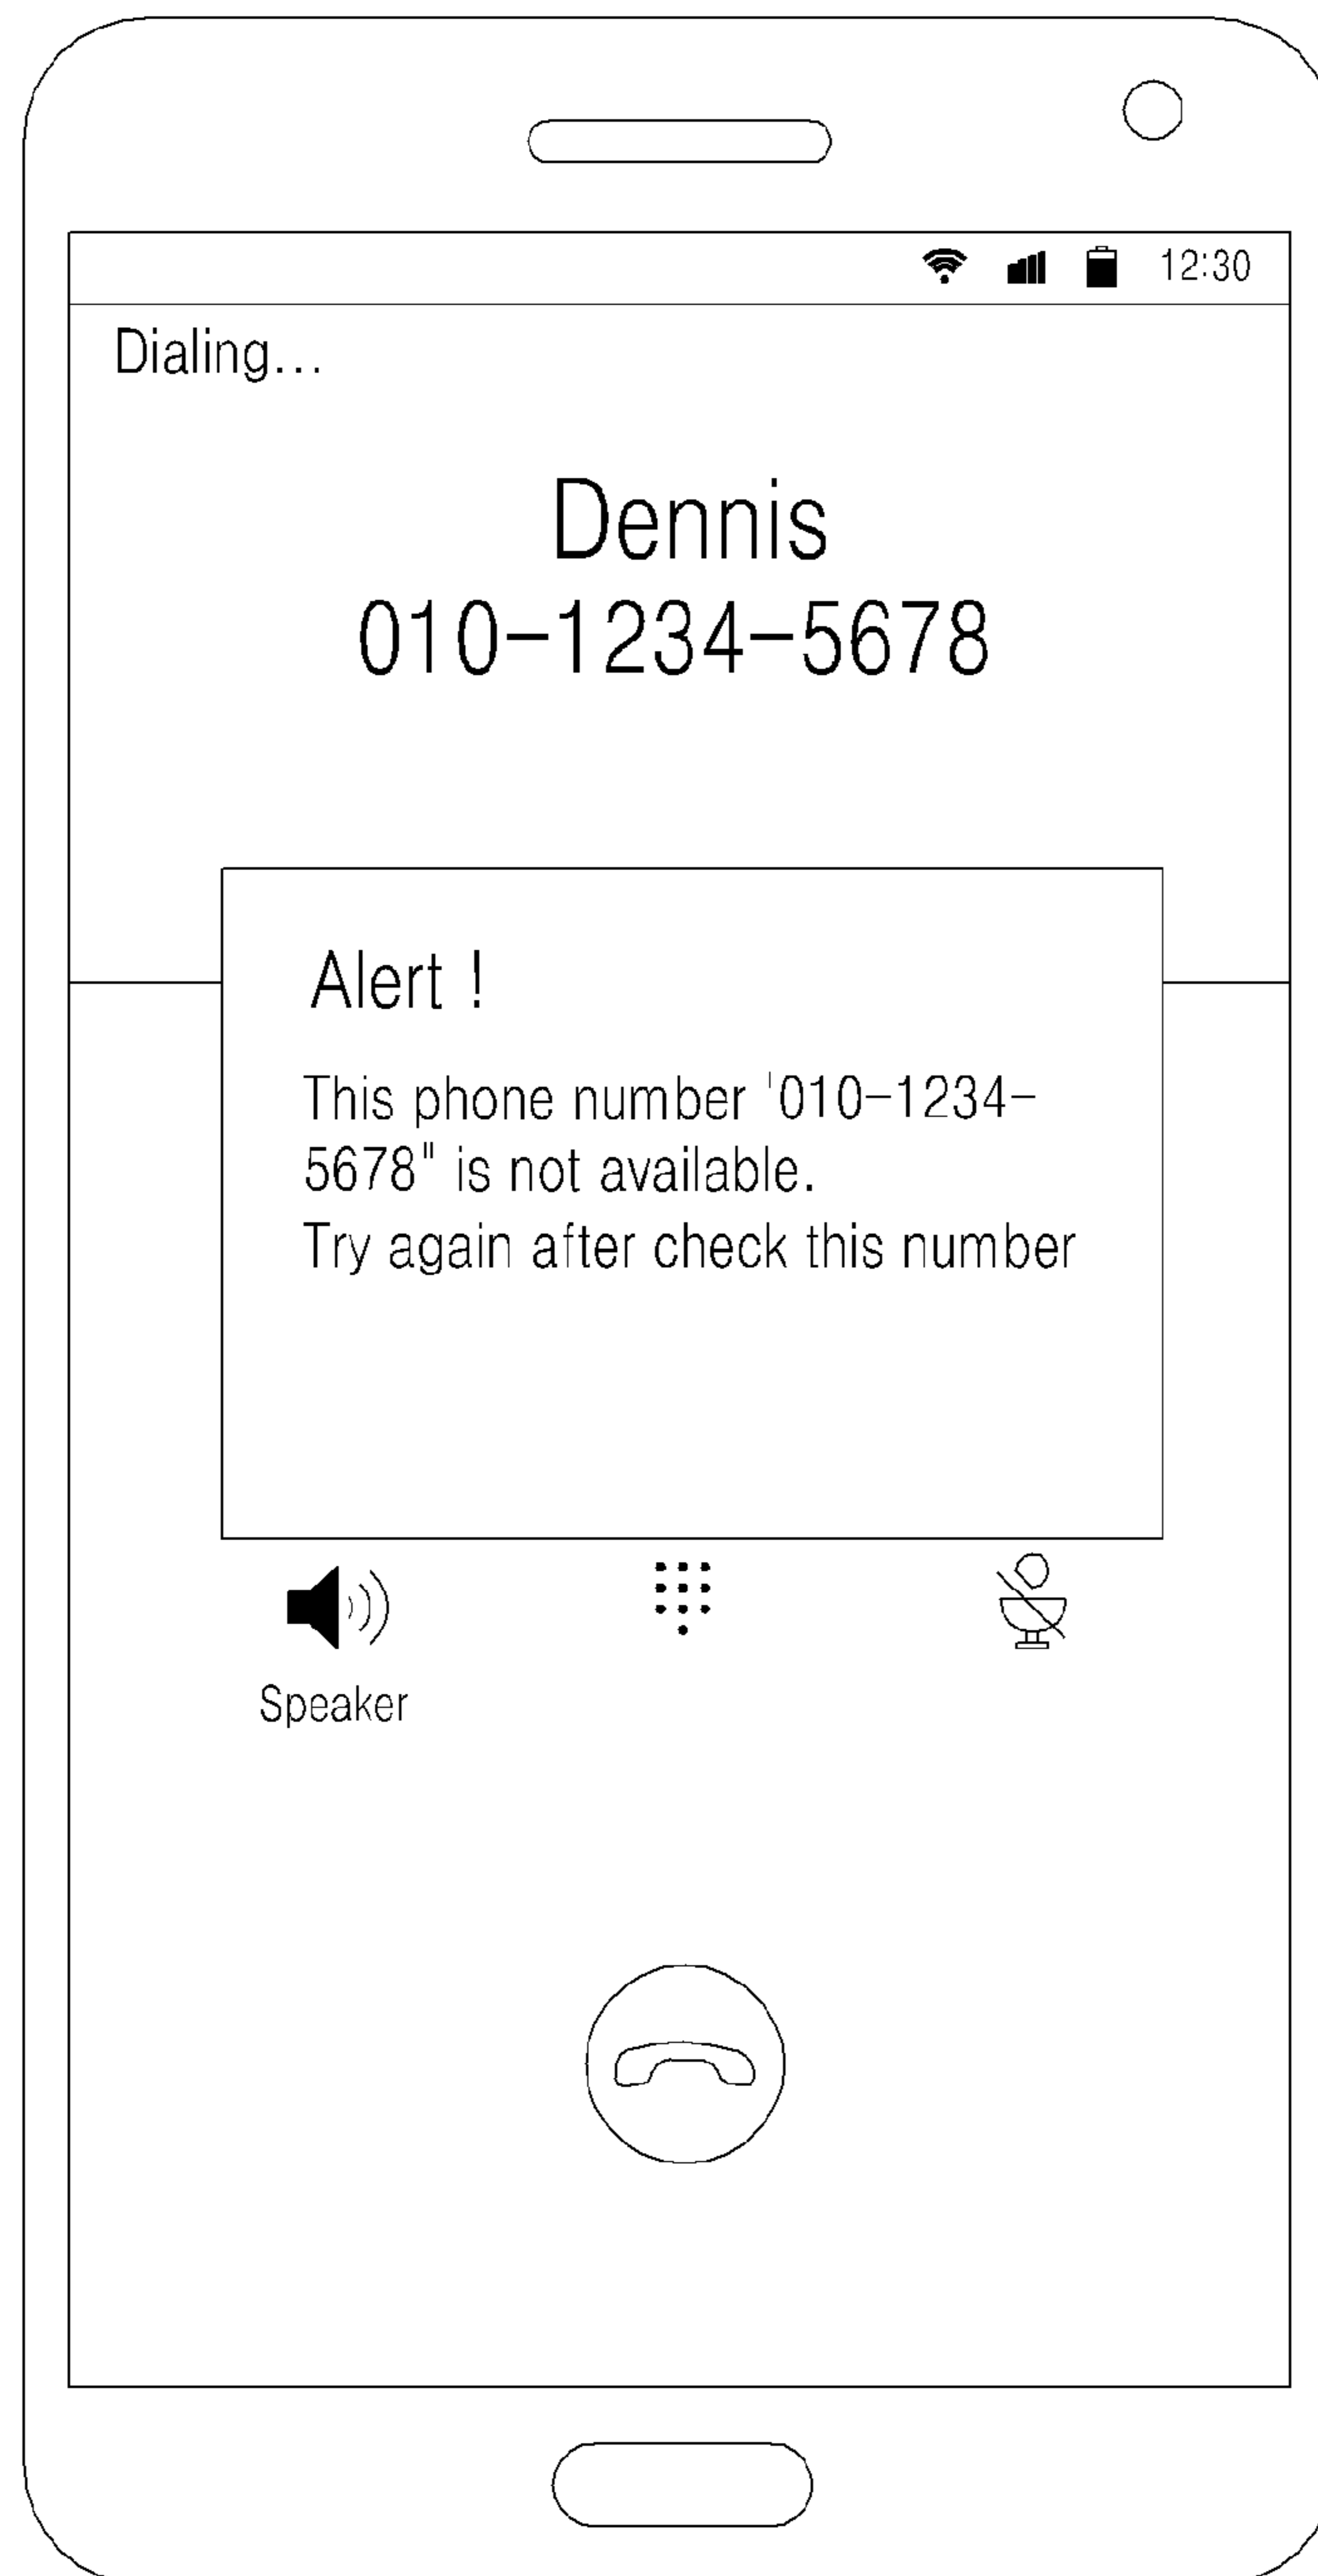 12:30
Dialing...
Dennis
010-1234-5678
Alert !
This phone number '010-1234-
5678" is not available.
Try again after check this number
Speaker